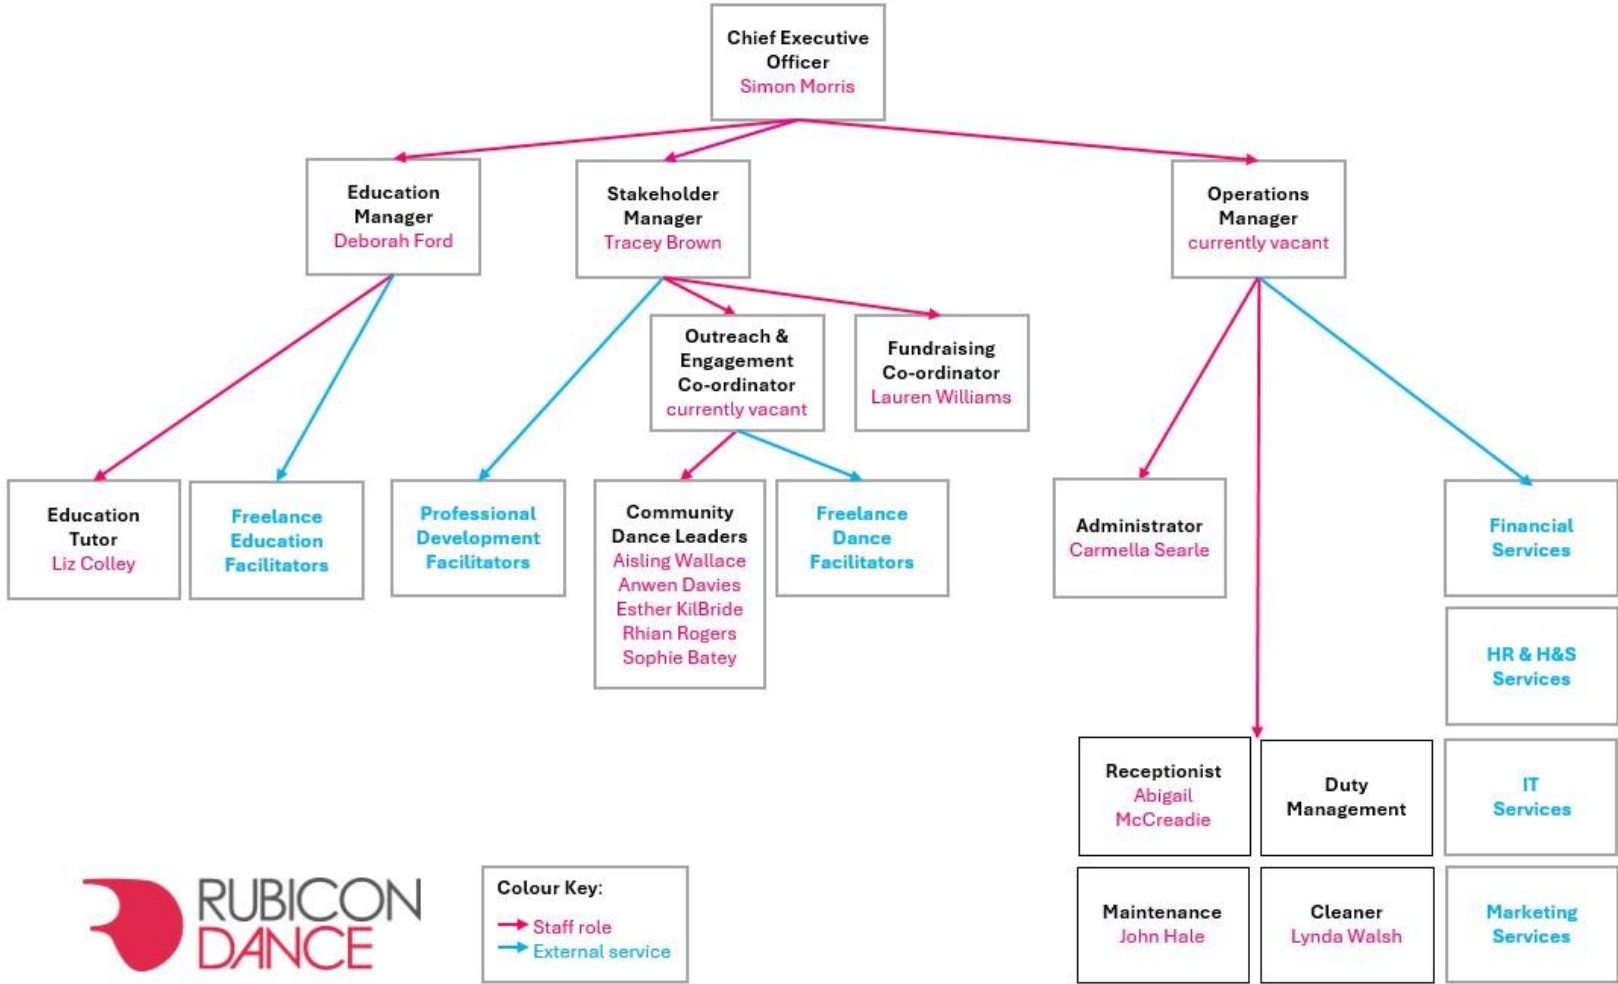 Chief Executive
Officer
Simon Morris
Education
Manager
Deborah Ford
Stakeholder
Manager
Tracey Brown
Operations
Manager
currently vacant
Outreach &
Engagement
Co-ordinator
currently vacant
Fundraising
Co-ordinator
Lauren Williams
Education
Tutor
Liz Colley
Freelance
Education
Facilitators
Professional
Development
Facilitators
Community
Dance Leaders
Aisling Wallace
Anwen Davies
Esther KilBride
Rhian Rogers
Sophie Batey
Freelance
Dance
Facilitators
Administrator
Carmella Searle
Financial
Services
HR & H&S
Services
Receptionist
Abigail
McCreadie
Duty
Management
IT
Services
Maintenance
John Hale
Cleaner
Lynda Walsh
Marketing
Services
RUBICON
DANCE
Colour Key:
Staff role
External service